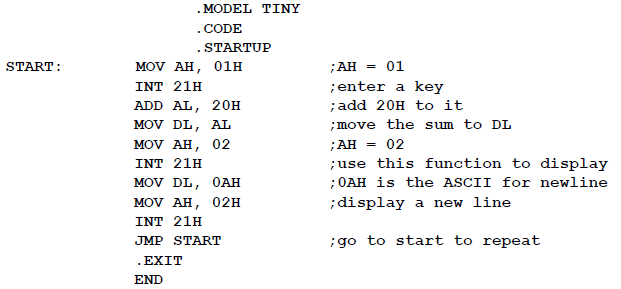 .MODEL TINY
.CODE
.STARTUP
START: MOV AH, 01H ;AH = 01
INT 21H ;enter a key
ADD AL, 20H ;add 20H to it
MOV DL, AL ;move the sum to DL
MOV AH, 02 ;AH = 02
INT 21H ;use this function to display
MOV DL, 0AH ;0AH is the ASCII for newline
MOV AH, 02H ;display a new line
INT 21H
JMP START ;go to start to repeat
.EXIT
END